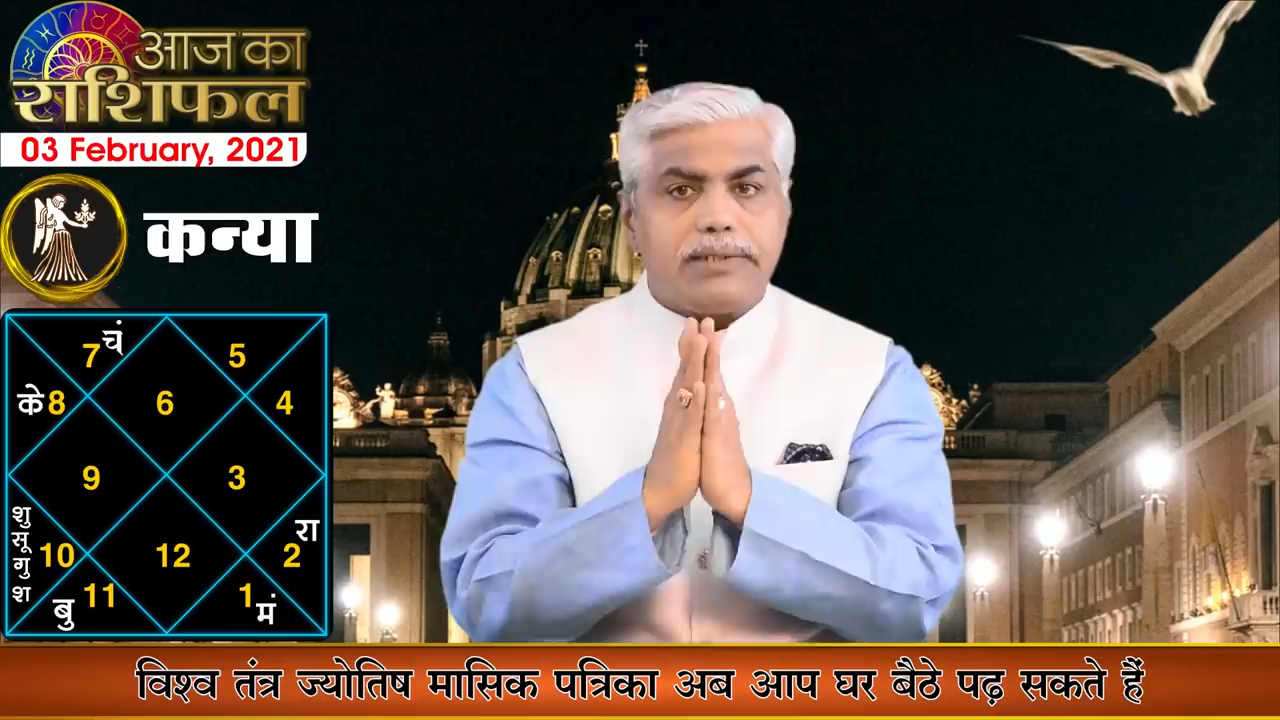 आज का
राशिफल
03 February, 2021
कन्या
7 चं
5
के 8
6
4
9
3
शु
सू
गु
श
10
12
रा
2
बु 11
1 मं
विश्व तंत्र ज्योतिष मासिक पत्रिका अब आप घर बैठे पढ़ सकते हैं